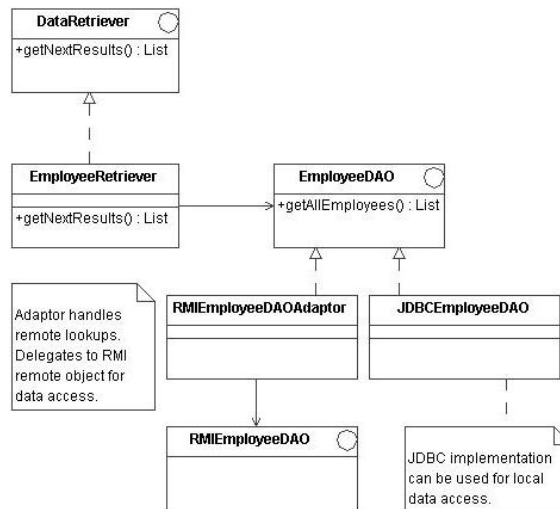 DataRetriever
+getNextResults() : List
EmployeeRetriever
+getNextResults() : List
EmployeeDAO
+getAllEmployees() : List
Adaptor handles
remote lookups.
Delegates to RMI
remote object for
data access.
RMIEmployeeDAOAdaptor
JDBCEmployeeDAO
RMIEmployeeDAO
JDBC implementation
can be used for local
data access.